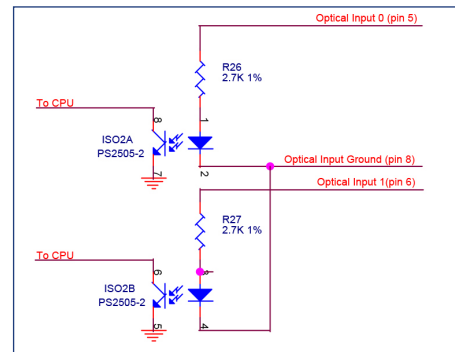 Optical Input 0 (pin 5)
R26
2.7K 1%
To CPU
8
1
ISO2A
PS2505-2
7
2
Optical Input Ground (pin 8)
Optical Input 1(pin 6)
R27
2.7K 1%
To CPU
6
ISO2B
PS2505-2
5
4